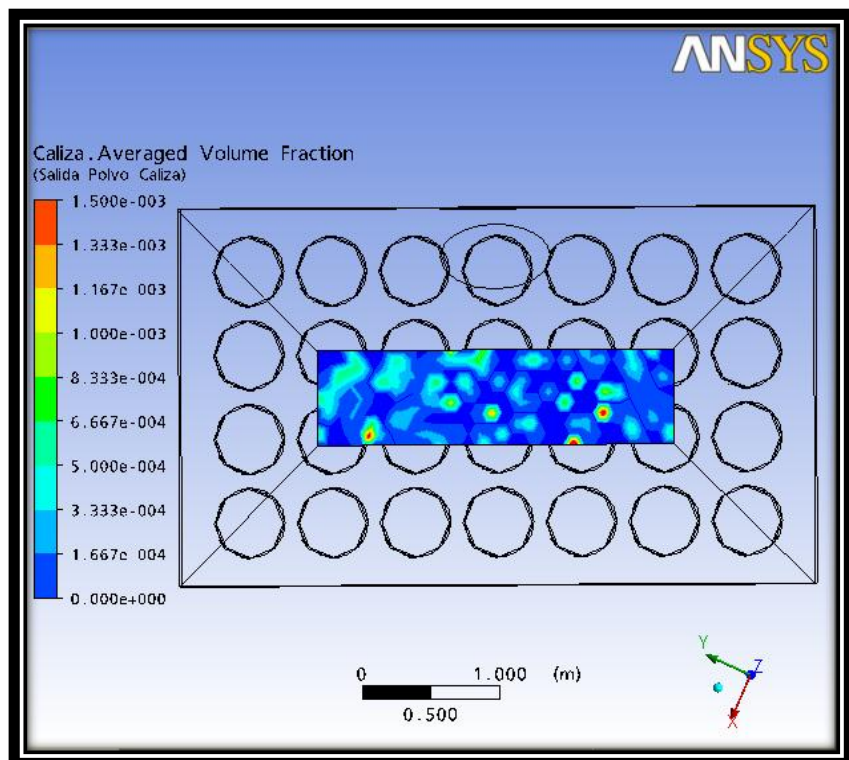 ANSYS
Caliza.Averaged Volume Fraction
(Salida Polvo Caliza)
1.500e-003
1.333e-003
1.167e-003
1.000e-003
8.333e-004
6.667e-004
5.000e-004
3.333e-004
1.667e-004
0.000e+000
Y
Z
X
0 1.000 (m)
0.500